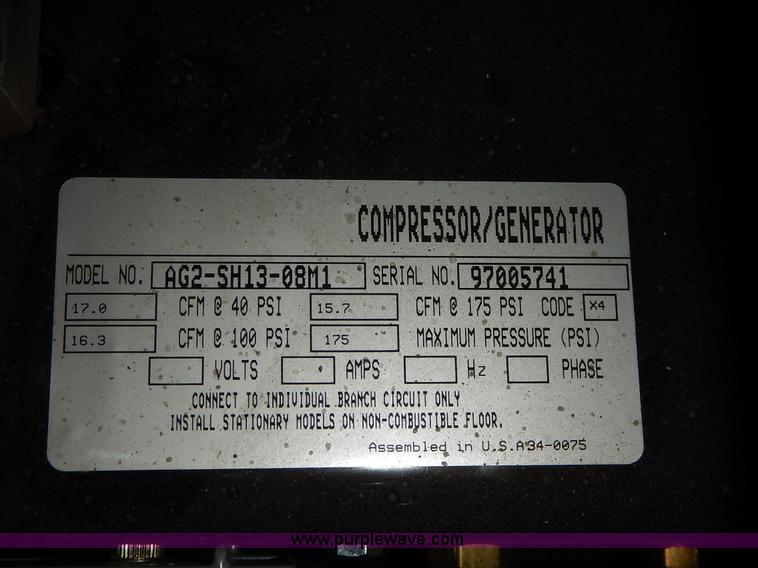 COMPRESSOR/GENERATOR
MODEL NO. AG2-SH13-08M1 SERIAL NO. 97005741
17.0 CFM @ 40 PSI 15.7 CFM @ 175 PSI CODE X4
16.3 CFM @ 100 PSI 175 MAXIMUM PRESSURE (PSI)
VOLTS AMPS Hz PHASE
CONNECT TO INDIVIDUAL BRANCH CIRCUIT ONLY
INSTALL STATIONARY MODELS ON NON-COMBUSTIBLE FLOOR.
Assembled in U.S.A 34-0075
www.purplewave.com